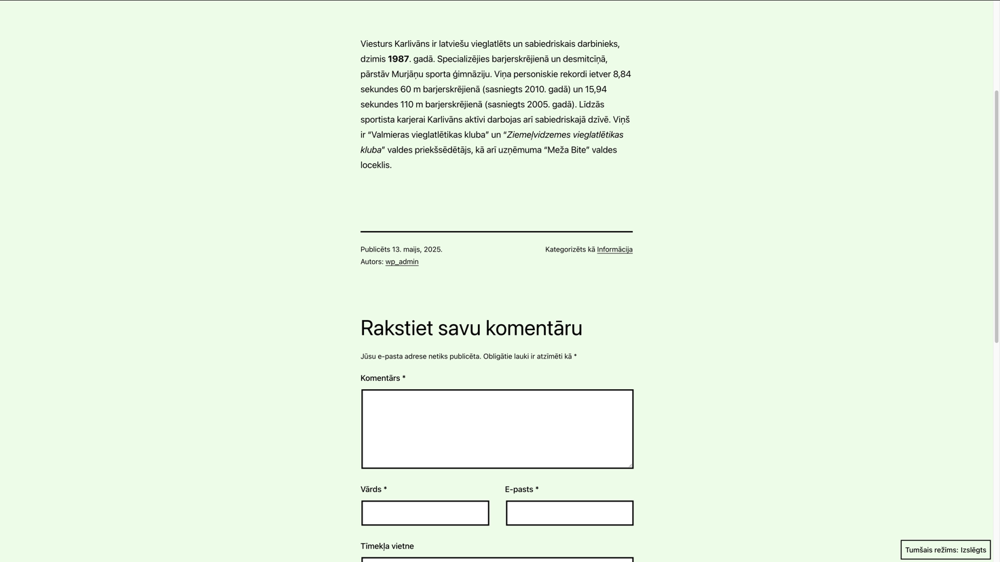 Viesturs Karlivāns ir latviešu vieglatlēts un sabiedriskais darbinieks,
dzimis 1987. gadā. Specializējies barjerskrējienā un desmitcīņā,
pārstāv Murjāņu sporta ģimnāziju. Viņa personiskie rekordi ietver 8,84
sekundes 60 m barjerskrējienā (sasniegts 2010. gadā) un 15,94
sekundes 110 m barjerskrējienā (sasniegts 2005. gadā). Līdzās
sportista karjerai Karlivāns aktīvi darbojas arī sabiedriskajā dzīvē. Viņš
ir “Valmieras vieglatlētikas kluba” un “Ziemeļvidzemes vieglatlētikas
kluba” valdes priekšsēdētājs, kā arī uzņēmuma “Meža Bite” valdes
loceklis.
Publicēts 13. maijs, 2025.
Kategorizēts kā Informācija
Autors: wp_admin
Rakstiet savu komentāru
Jūsu e-pasta adrese netiks publicēta. Obligātie lauki ir atzīmēti kā *
Komentārs *
Vārds *
E-pasts *
Tīmekļa vietne
Tumšais režīms: Izslēgts